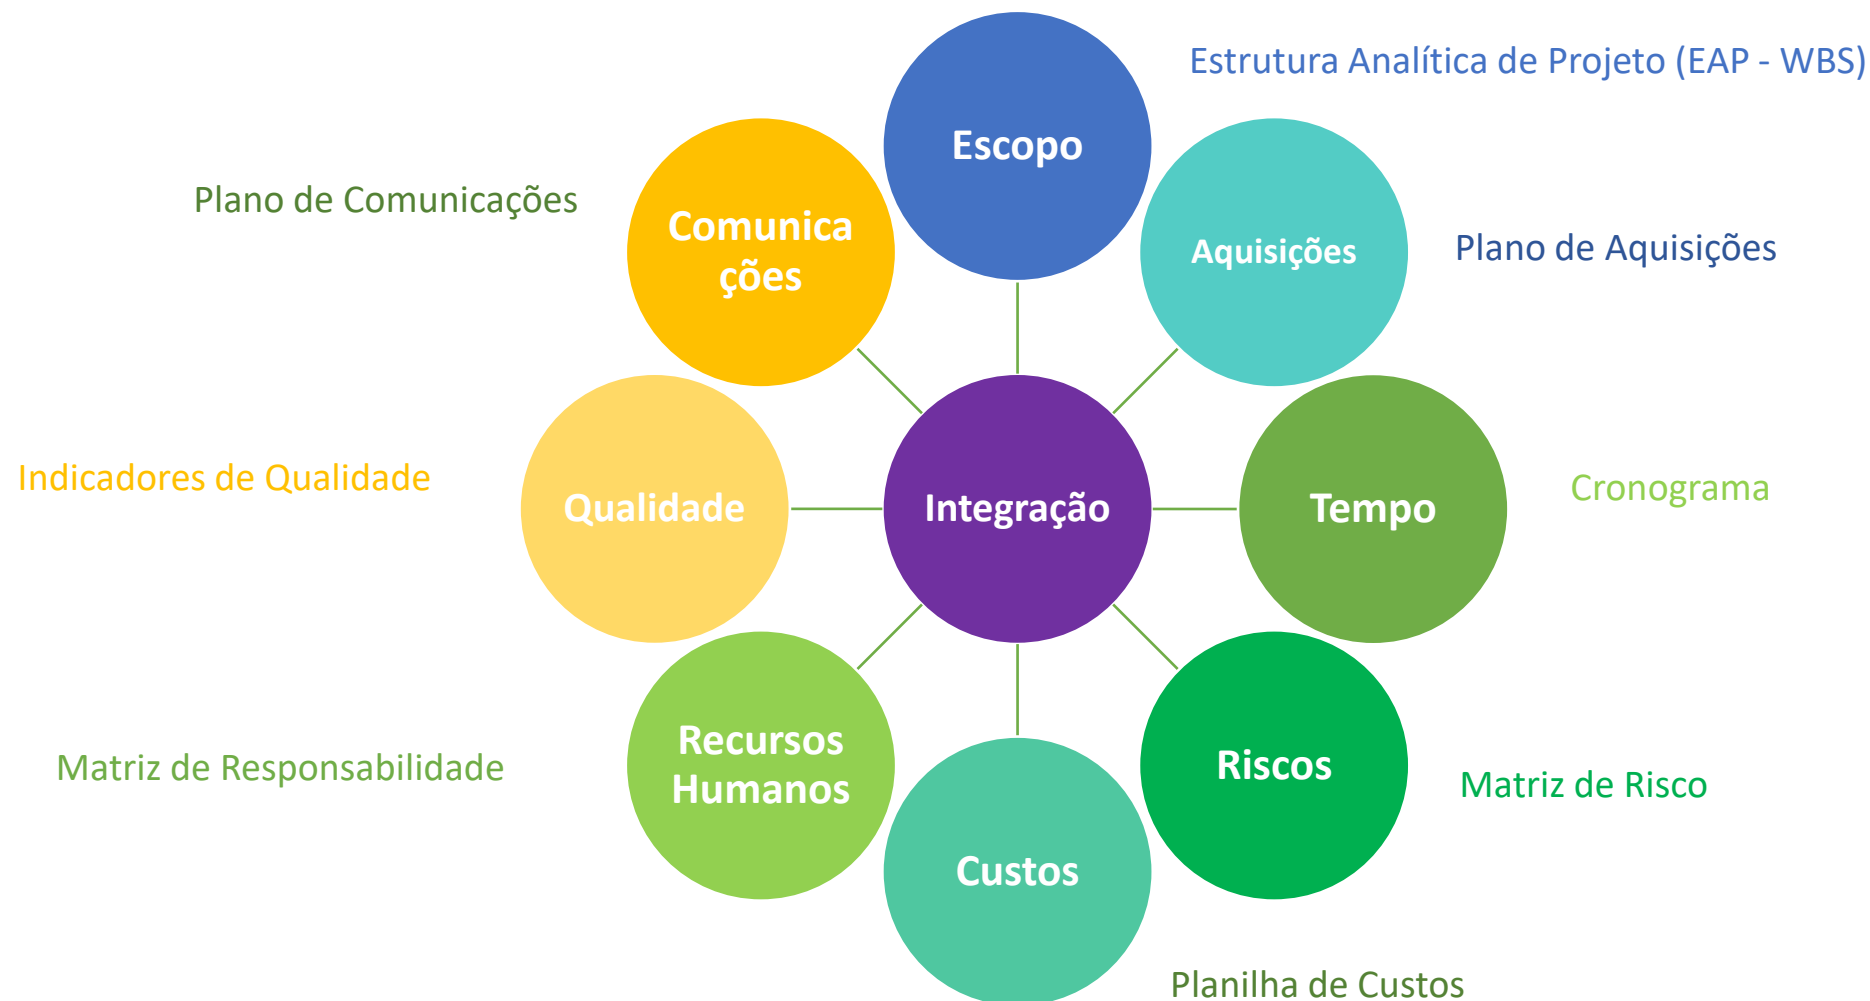 Estrutura Analítica de Projeto (EAP - WBS)
Escopo
Plano de Comunicações
Comunica
ções
Aquisições
Plano de Aquisições
Indicadores de Qualidade
Qualidade
Integração
Tempo
Cronograma
Matriz de Responsabilidade
Recursos
Humanos
Riscos
Matriz de Risco
Custos
Planilha de Custos